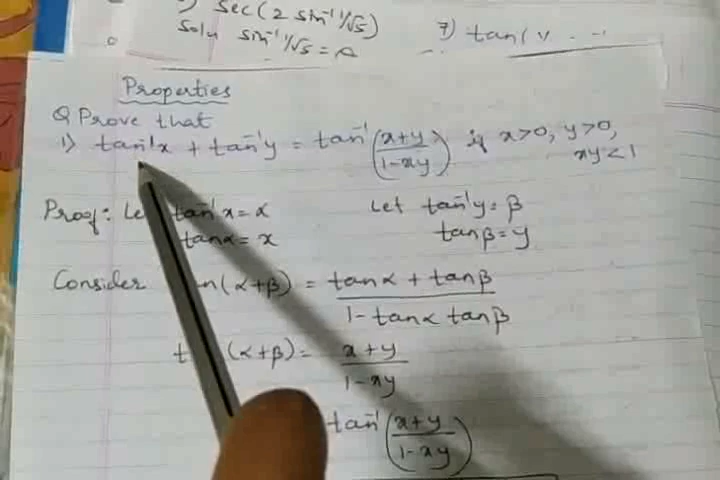 sec(2 sin⁻¹ 1/√5)
Solu sin⁻¹ 1/√5 = A
7) tan(
Properties
Q Prove that
1) tan⁻¹x + tan⁻¹y = tan⁻¹((x+y)/(1-xy)) if x>0, y>0,
xy<1
Proof: Let tan⁻¹x = α Let tan⁻¹y = β
tanα = x tanβ = y
Consider (α+β) = (tanα + tanβ)/(1 - tanα tanβ)
(α+β) = (x+y)/(1-xy)
tan⁻¹((x+y)/(1-xy))